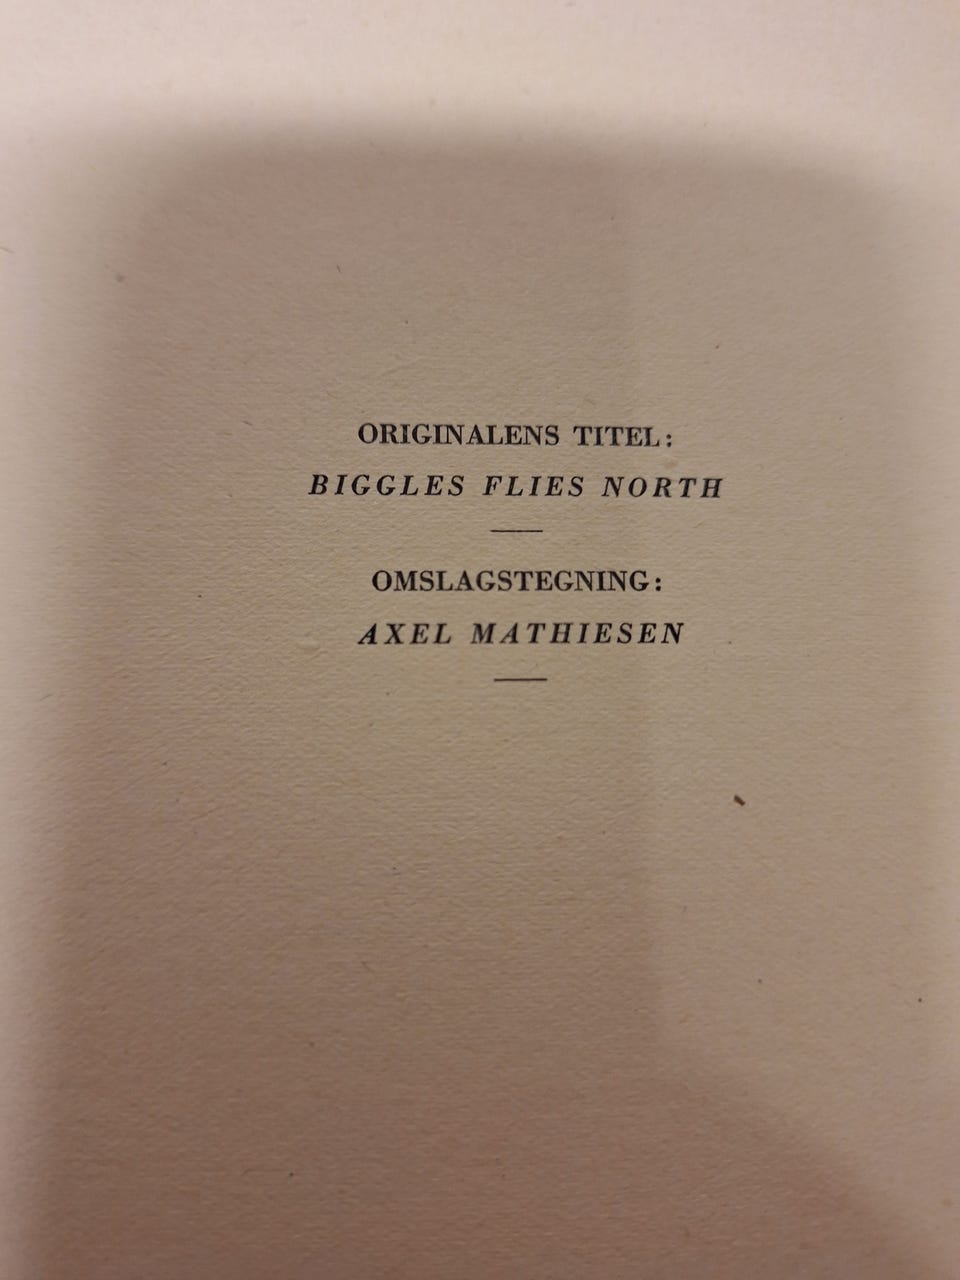 ORIGINALENS TITEL:
BIGGLES FLIES NORTH
OMSLAGSTEGNING:
AXEL MATHIESEN